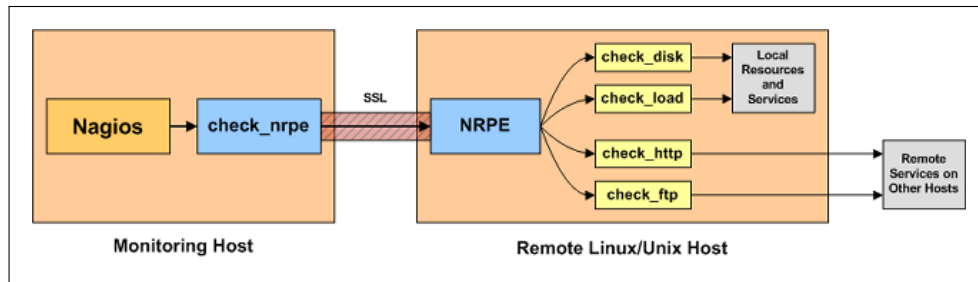 Nagios
check_nrpe
SSL
NRPE
check_disk
check_load
check_http
check_ftp
Local
Resources
and
Services
Remote
Services on
Other Hosts
Monitoring Host
Remote Linux/Unix Host